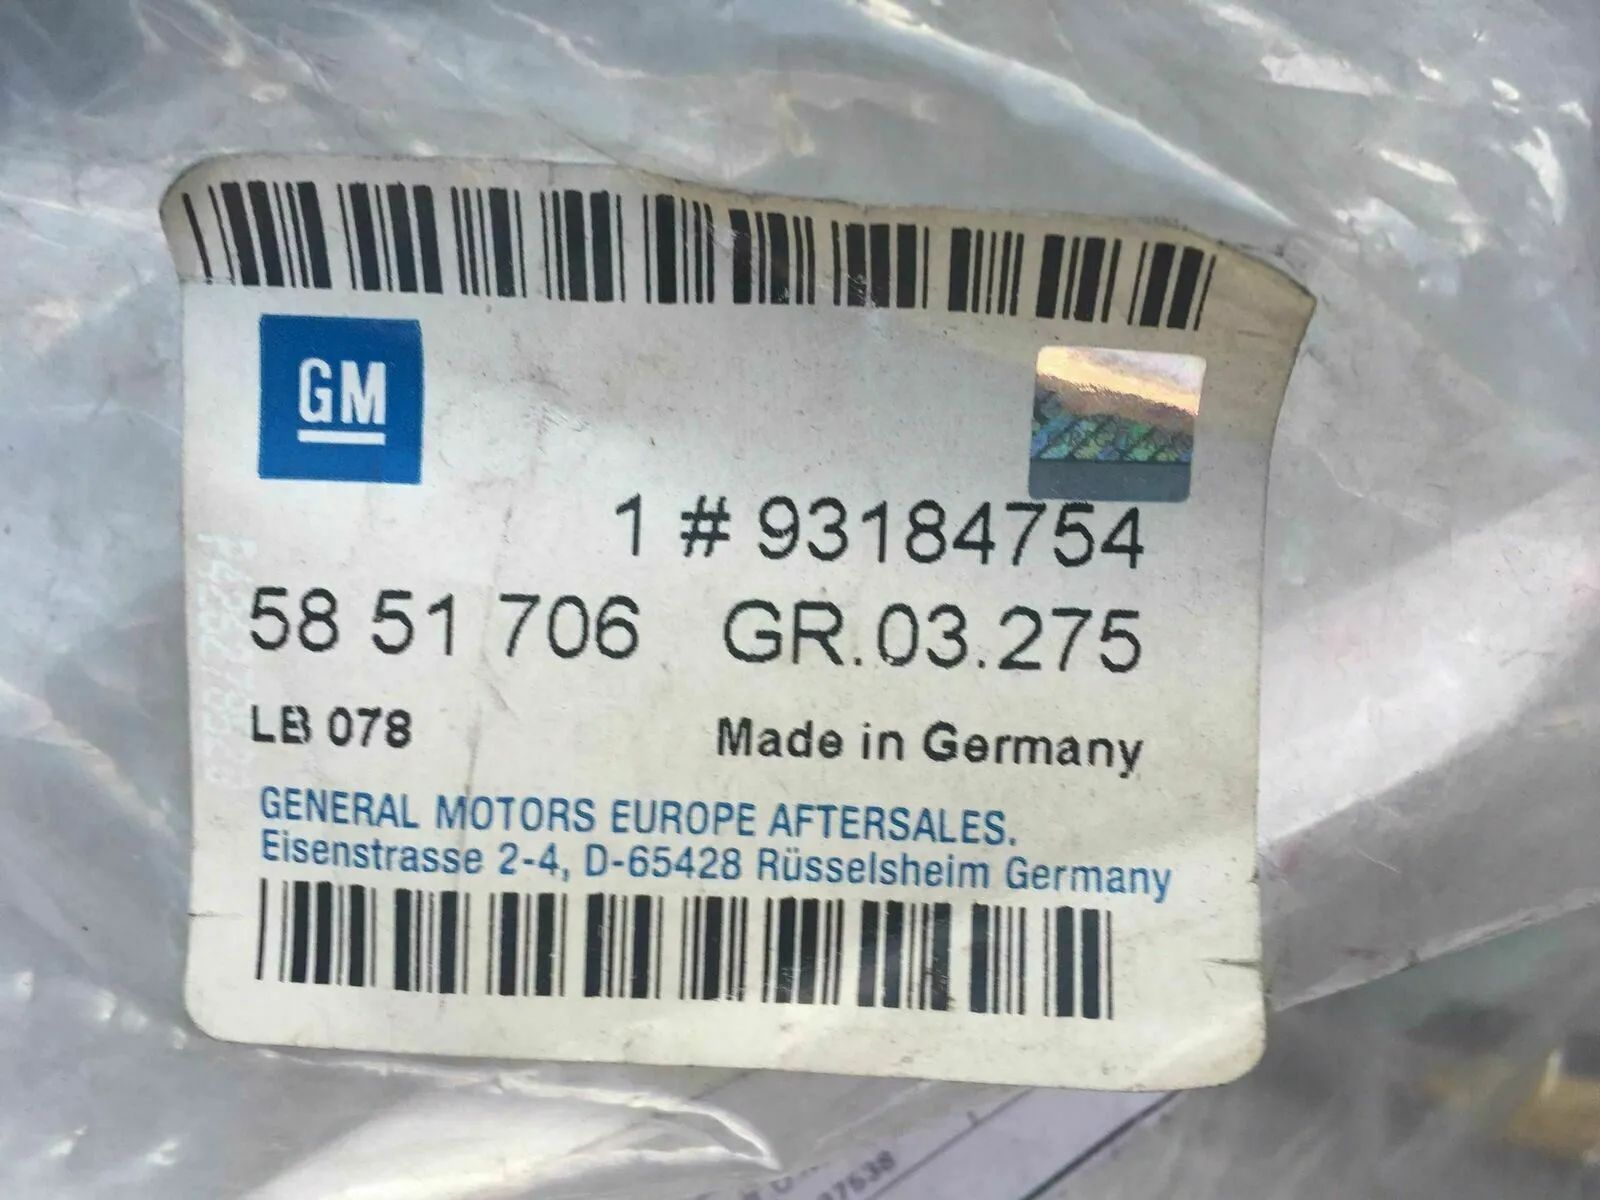 GM
1 # 93184754
58 51 706 GR.03.275
LB 078 Made in Germany
GENERAL MOTORS EUROPE AFTERSALES.
Eisenstrasse 2-4, D-65428 Rüsselsheim Germany